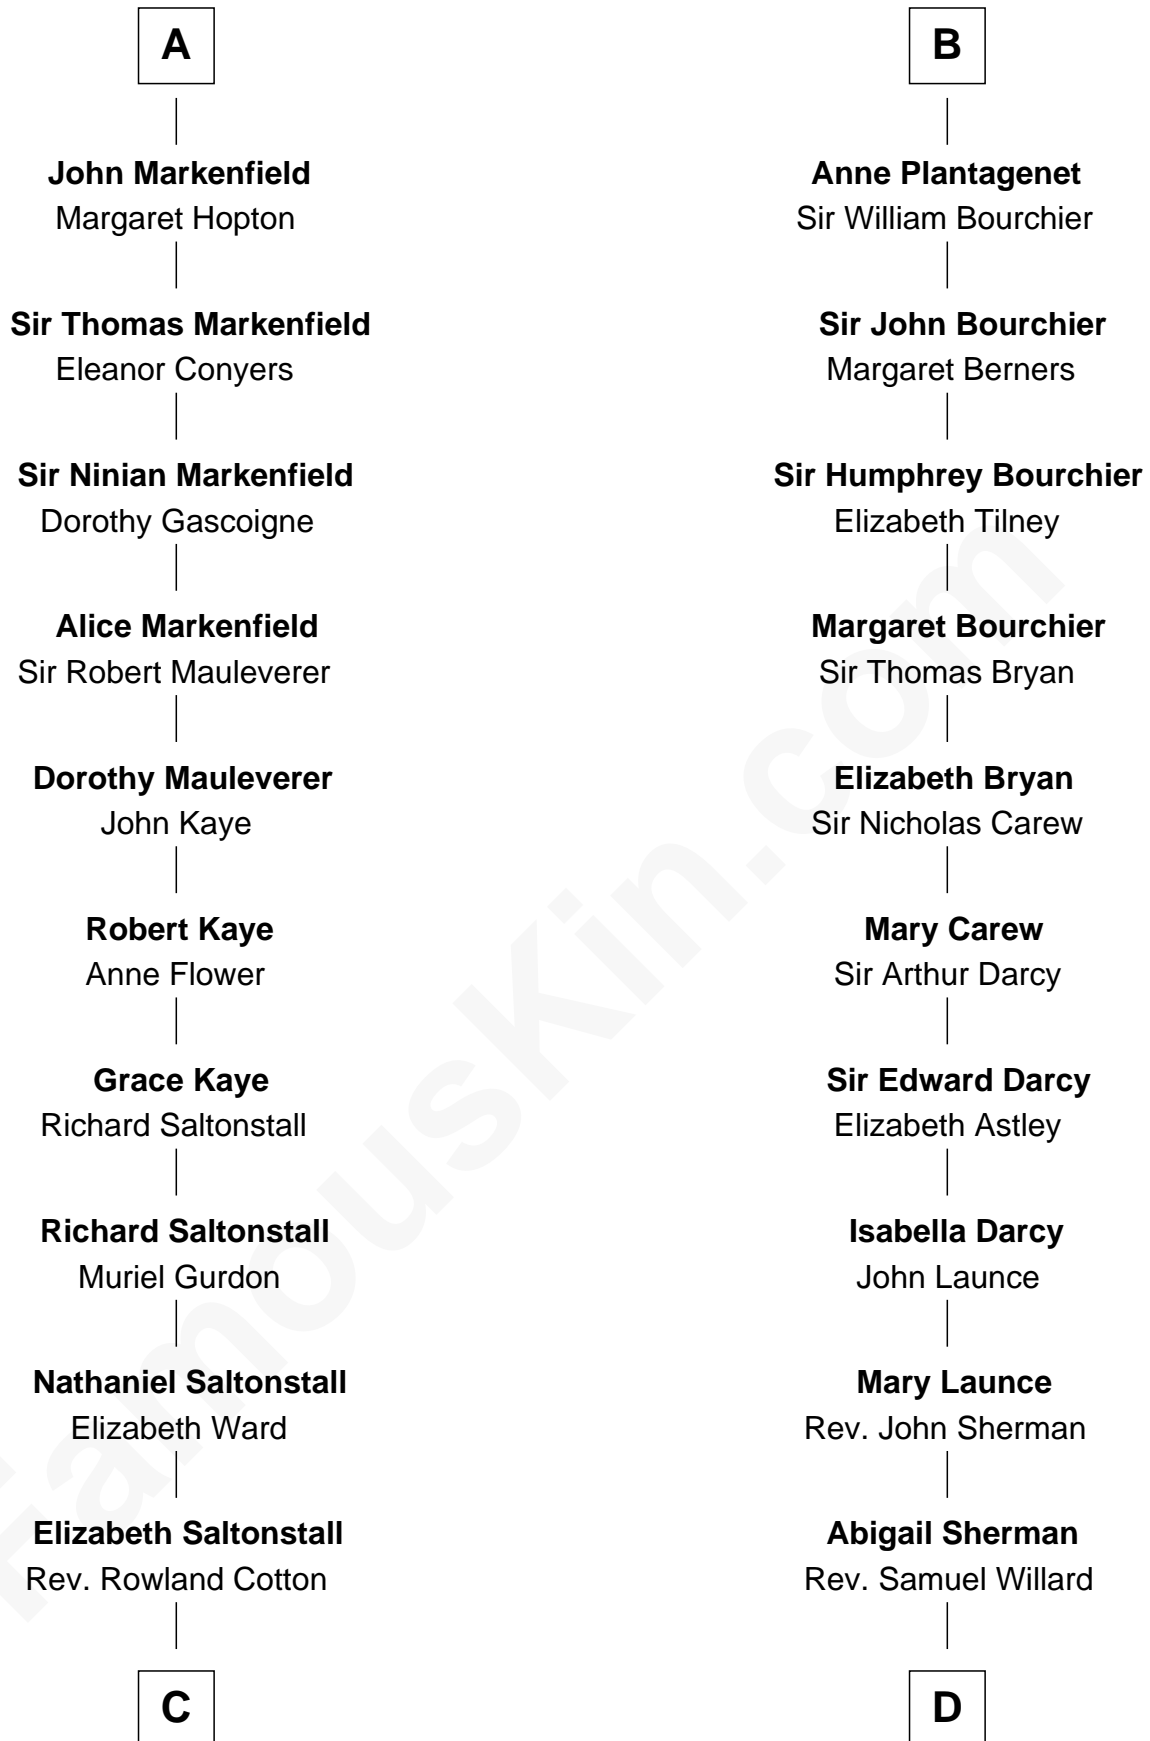 A
John Markenfield
Margaret Hopton
Sir Thomas Markenfield
Eleanor Conyers
Sir Ninian Markenfield
Dorothy Gascoigne
Alice Markenfield
Sir Robert Mauleverer
Dorothy Mauleverer
John Kaye
Robert Kaye
Anne Flower
Grace Kaye
Richard Saltonstall
Richard Saltonstall
Muriel Gurdon
Nathaniel Saltonstall
Elizabeth Ward
Elizabeth Saltonstall
Rev. Rowland Cotton
C
B
Anne Plantagenet
Sir William Bourchier
Sir John Bourchier
Margaret Berners
Sir Humphrey Bourchier
Elizabeth Tilney
Margaret Bourchier
Sir Thomas Bryan
Elizabeth Bryan
Sir Nicholas Carew
Mary Carew
Sir Arthur Darcy
Sir Edward Darcy
Elizabeth Astley
Isabella Darcy
John Launce
Mary Launce
Rev. John Sherman
Abigail Sherman
Rev. Samuel Willard
D
FamousKin.com